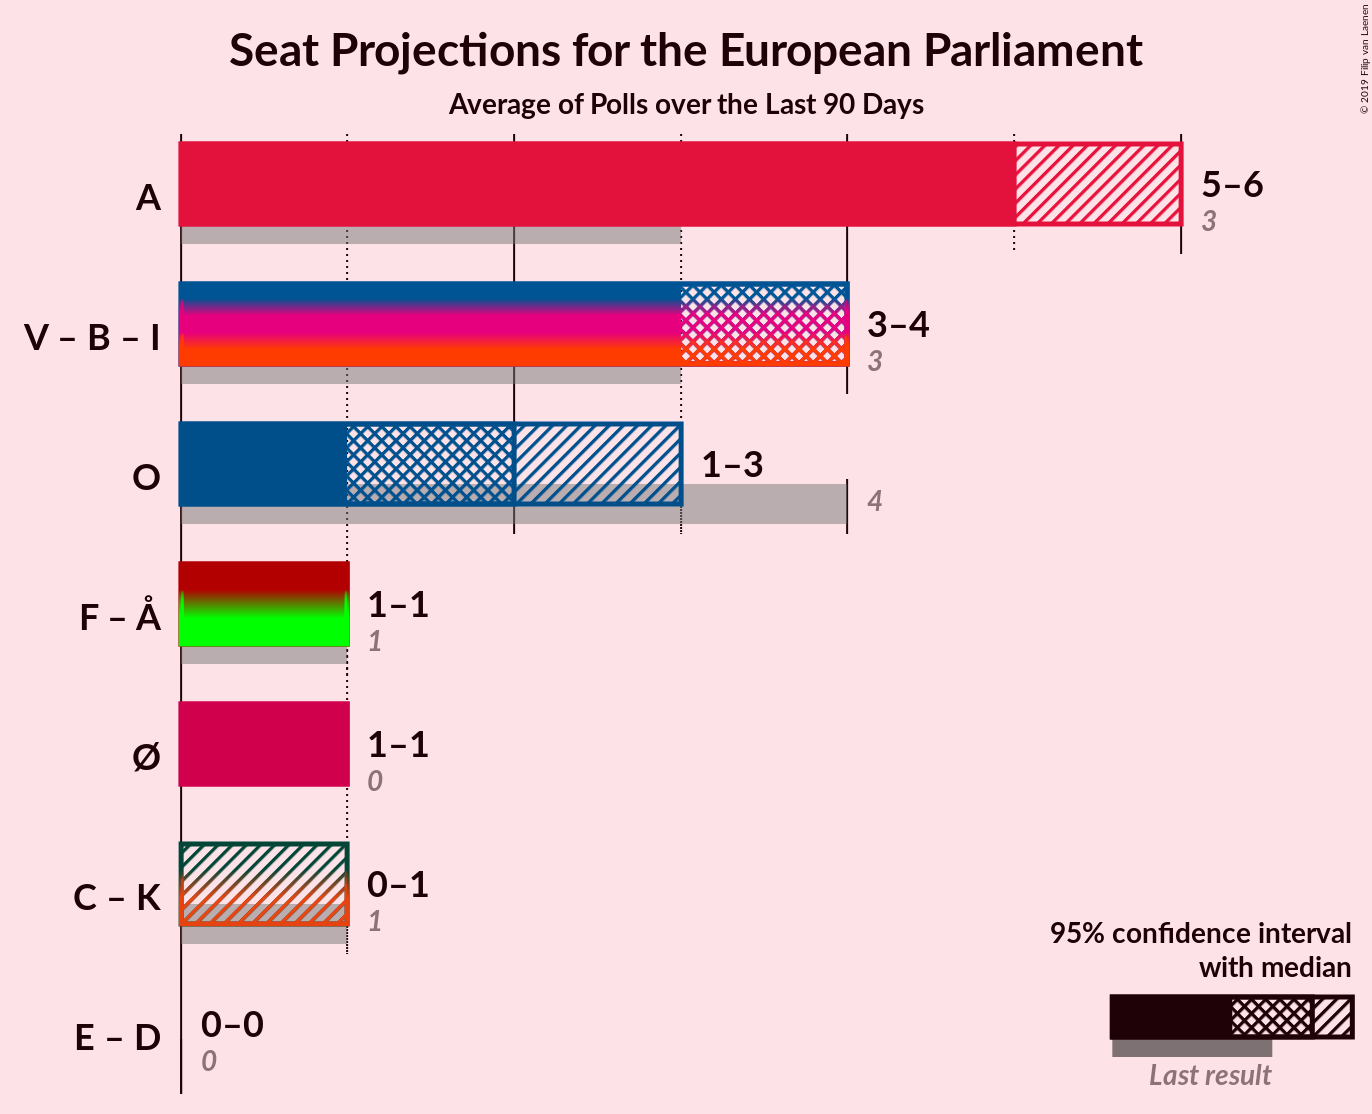 Seat Projections for the European Parliament
Average of Polls over the Last 90 Days
© 2019 Filip van Laenen
A
5–6
3
V – B – I
3–4
3
O
1–3
4
F – Å
1–1
1
Ø
1–1
0
C – K
0–1
1
E – D
0–0
0
95% confidence interval
with median
Last result